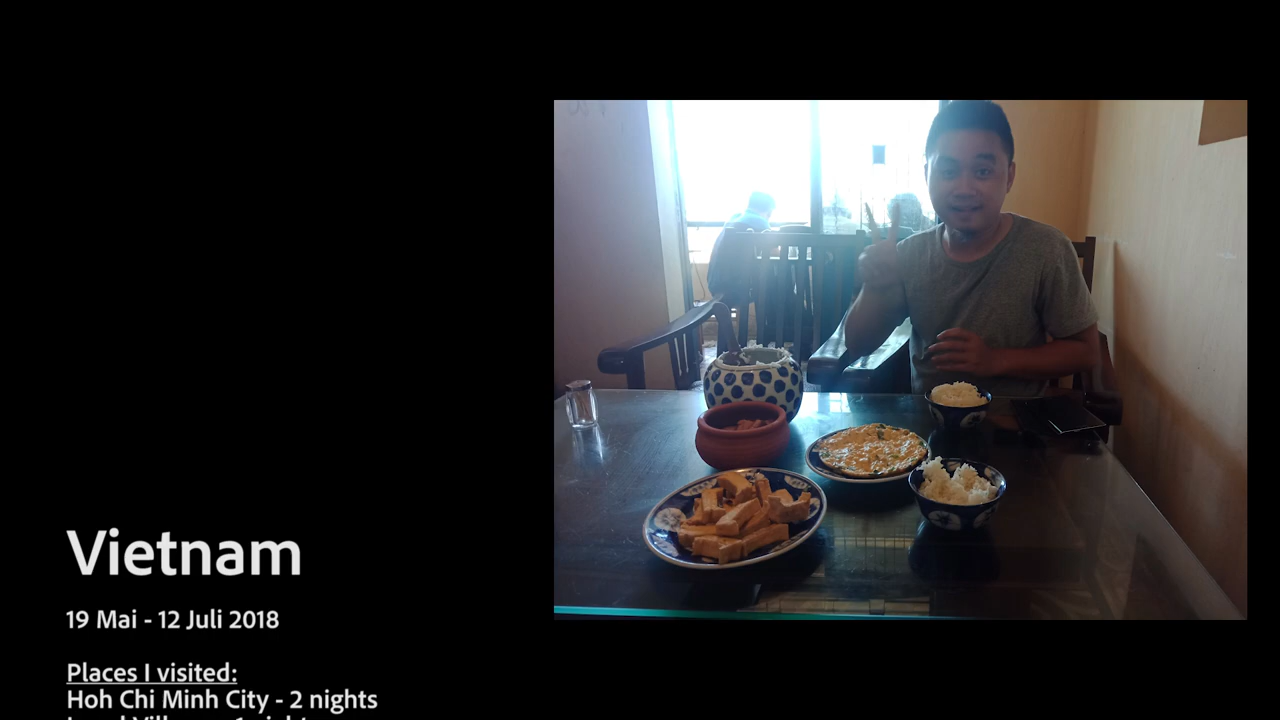 Vietnam
19 Mai - 12 Juli 2018
Places I visited:
Hoh Chi Minh City - 2 nights